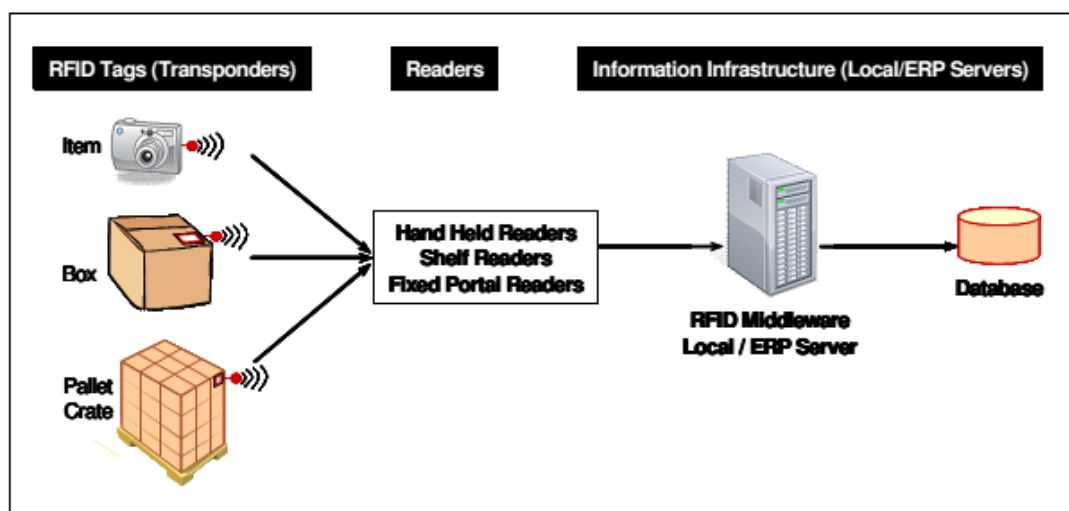 RFID Tags (Transponders)
Readers
Information Infrastructure (Local/ERP Servers)
Item
Box
Pallet
Crate
Hand Held Readers
Shelf Readers
Fixed Portal Readers
RFID Middleware
Local / ERP Server
Database